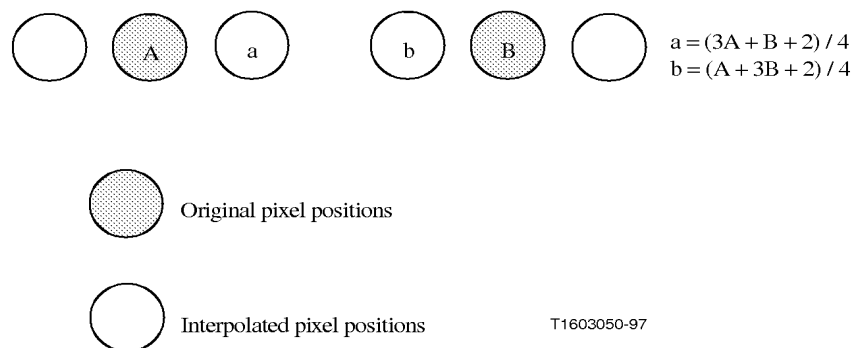 A a b B a = (3A + B + 2) / 4
b = (A + 3B + 2) / 4
Original pixel positions
Interpolated pixel positions T1603050-97